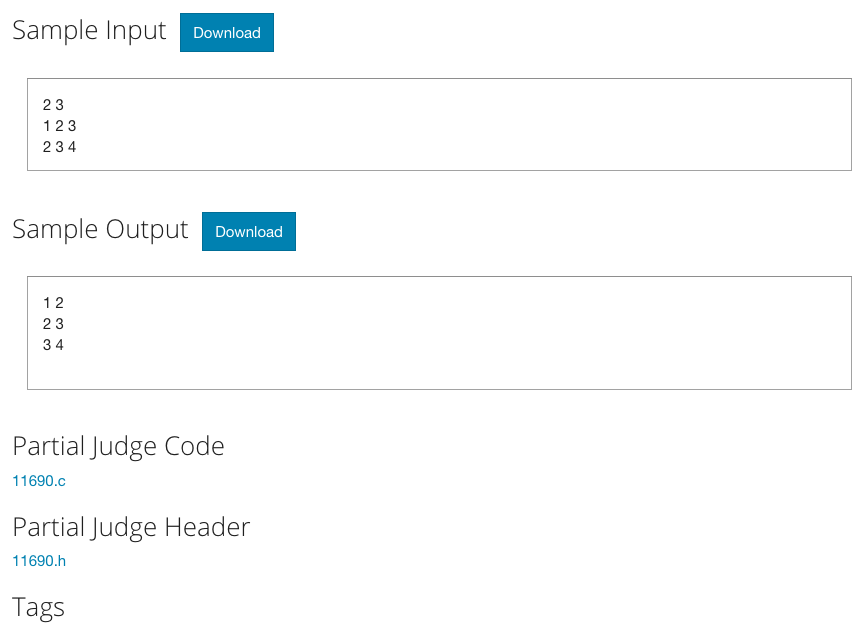 Sample Input Download
2 3
1 2 3
2 3 4
Sample Output Download
1 2
2 3
3 4
Partial Judge Code
11690.c
Partial Judge Header
11690.h
Tags